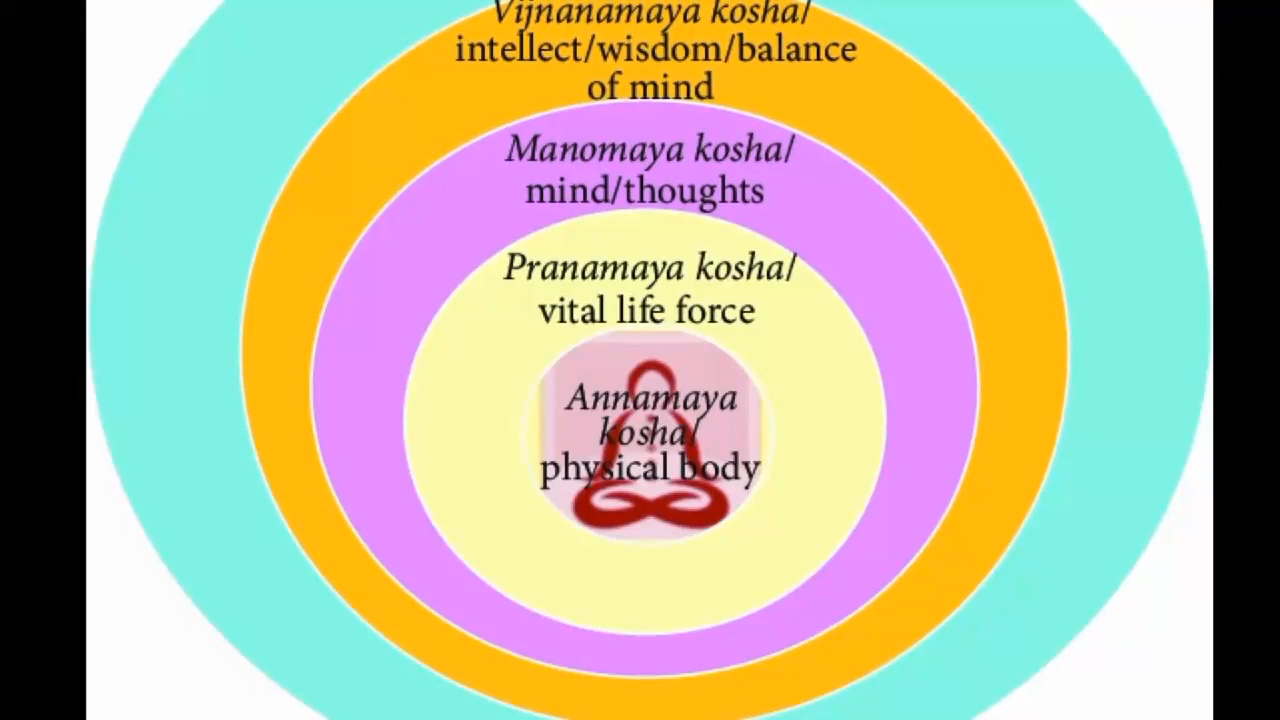 Vijnanamaya kosha/
intellect/wisdom/balance
of mind
Manomaya kosha/
mind/thoughts
Pranamaya kosha/
vital life force
Annamaya
kosha/
physical body